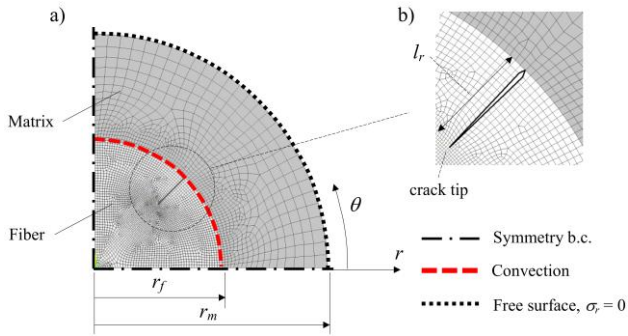 a)
b)
l_r
Matrix
crack tip
θ
Fiber
r
r_f
r_m
Symmetry b.c.
Convection
Free surface, σ_r = 0